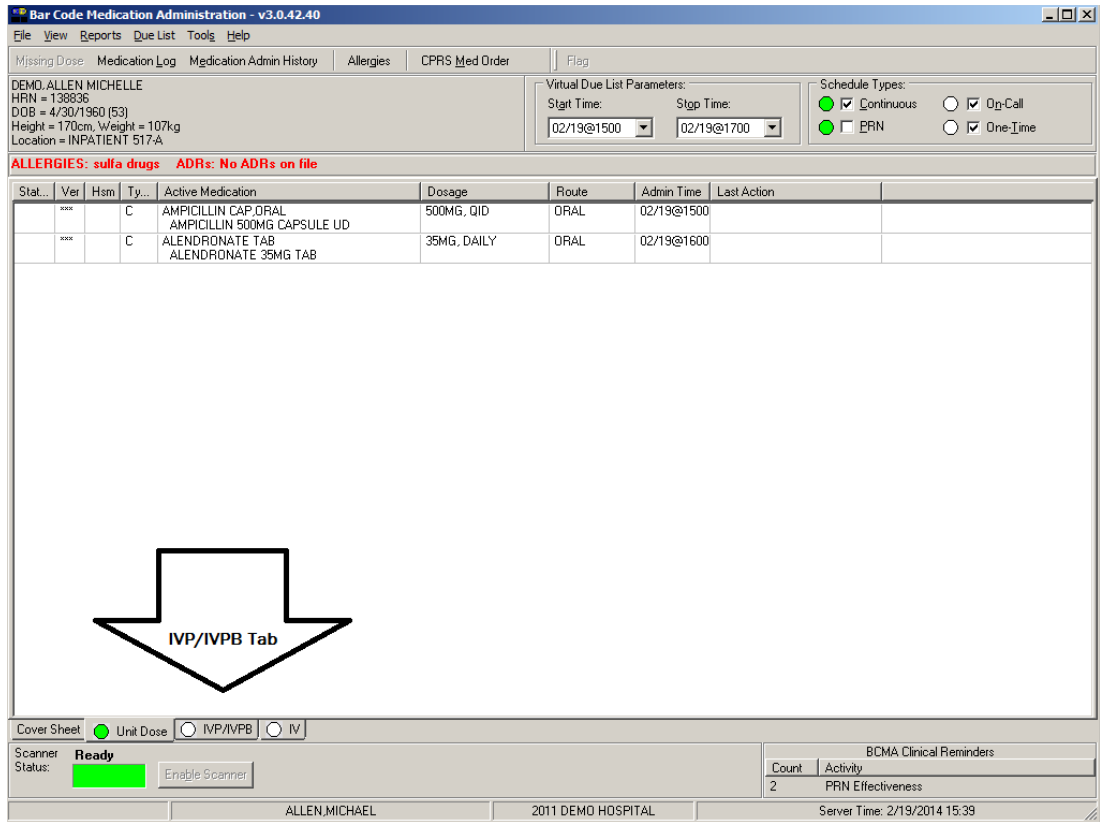 Bar Code Medication Administration - v3.0.42.40
File View Reports Due List Tools Help
Missing Dose Medication Log Medication Admin History Allergies CPRS Med Order Flag
DEMO,ALLEN MICHELLE
HRN = 138836
DOB = 4/30/1960 (53)
Height = 170cm, Weight = 107kg
Location = INPATIENT 517-A
Virtual Due List Parameters:
Start Time: Stop Time:
02/19@1500 02/19@1700
Schedule Types:
Continuous On-Call
PRN One-Time
ALLERGIES: sulfa drugs ADRs: No ADRs on file
Stat... Ver Hsm Ty... Active Medication Dosage Route Admin Time Last Action
*** C AMPICILLIN CAP,ORAL 500MG, QID ORAL 02/19@1500
AMPICILLIN 500MG CAPSULE UD
*** C ALENDRONATE TAB 35MG, DAILY ORAL 02/19@1600
ALENDRONATE 35MG TAB
IVP/IVPB Tab
Cover Sheet Unit Dose IVP/IVPB IV
Scanner Status: Ready
Enable Scanner
BCMA Clinical Reminders
Count Activity
2 PRN Effectiveness
ALLEN,MICHAEL 2011 DEMO HOSPITAL Server Time: 2/19/2014 15:39